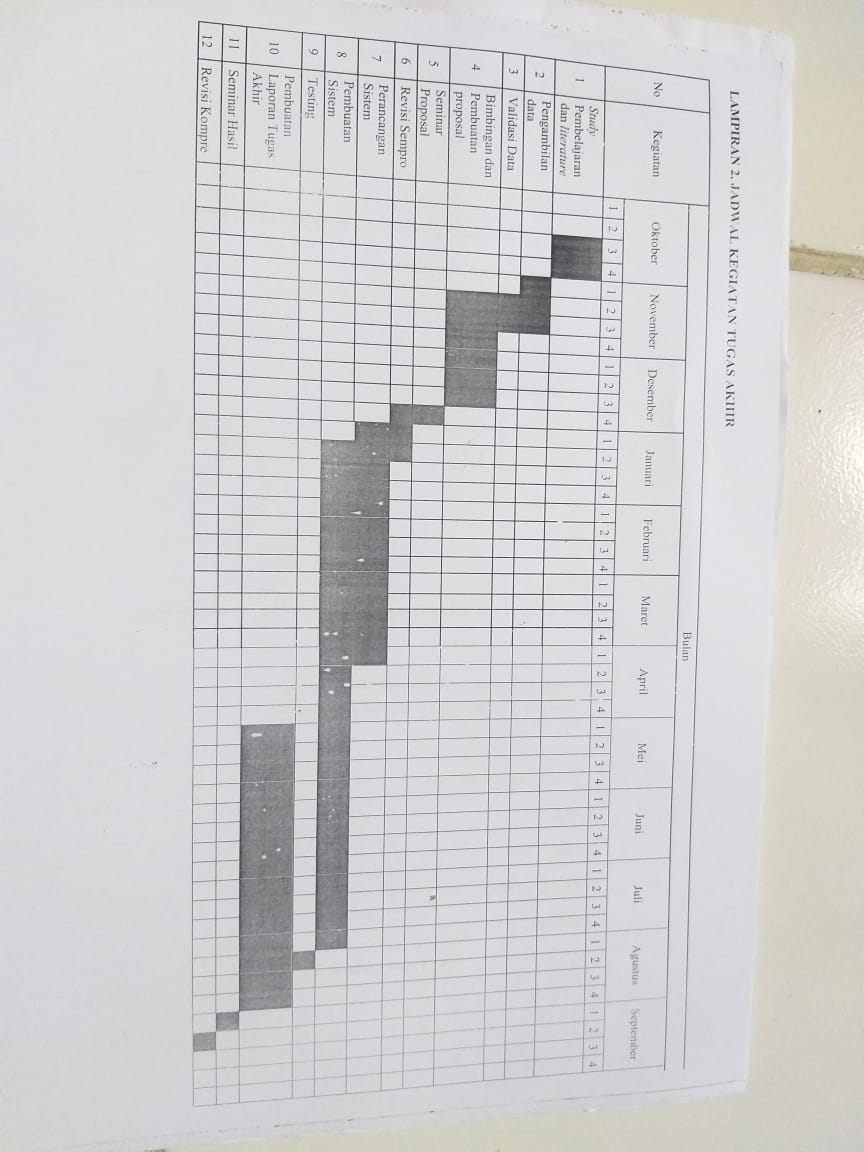 LAMPIRAN 2. JADWAL KEGIATAN TUGAS AKHIR
No Kegiatan Bulan
Oktober November Desember Januari Februari Maret April Mei Juni Juli Agustus September
1 2 3 4 1 2 3 4 1 2 3 4 1 2 3 4 1 2 3 4 1 2 3 4 1 2 3 4 1 2 3 4 1 2 3 4 1 2 3 4 1 2 3 4 1 2 3 4
1 Study
Pembelajaran
dan literature
2 Pengambilan
data
3 Validasi Data
4 Bimbingan dan
Pembuatan
proposal
5 Seminar
Proposal
6 Revisi Sempro
7 Perancangan
Sistem
8 Pembuatan
Sistem
9 Testing
10 Pembuatan
Laporan Tugas
Akhir
11 Seminar Hasil
12 Revisi Kompre